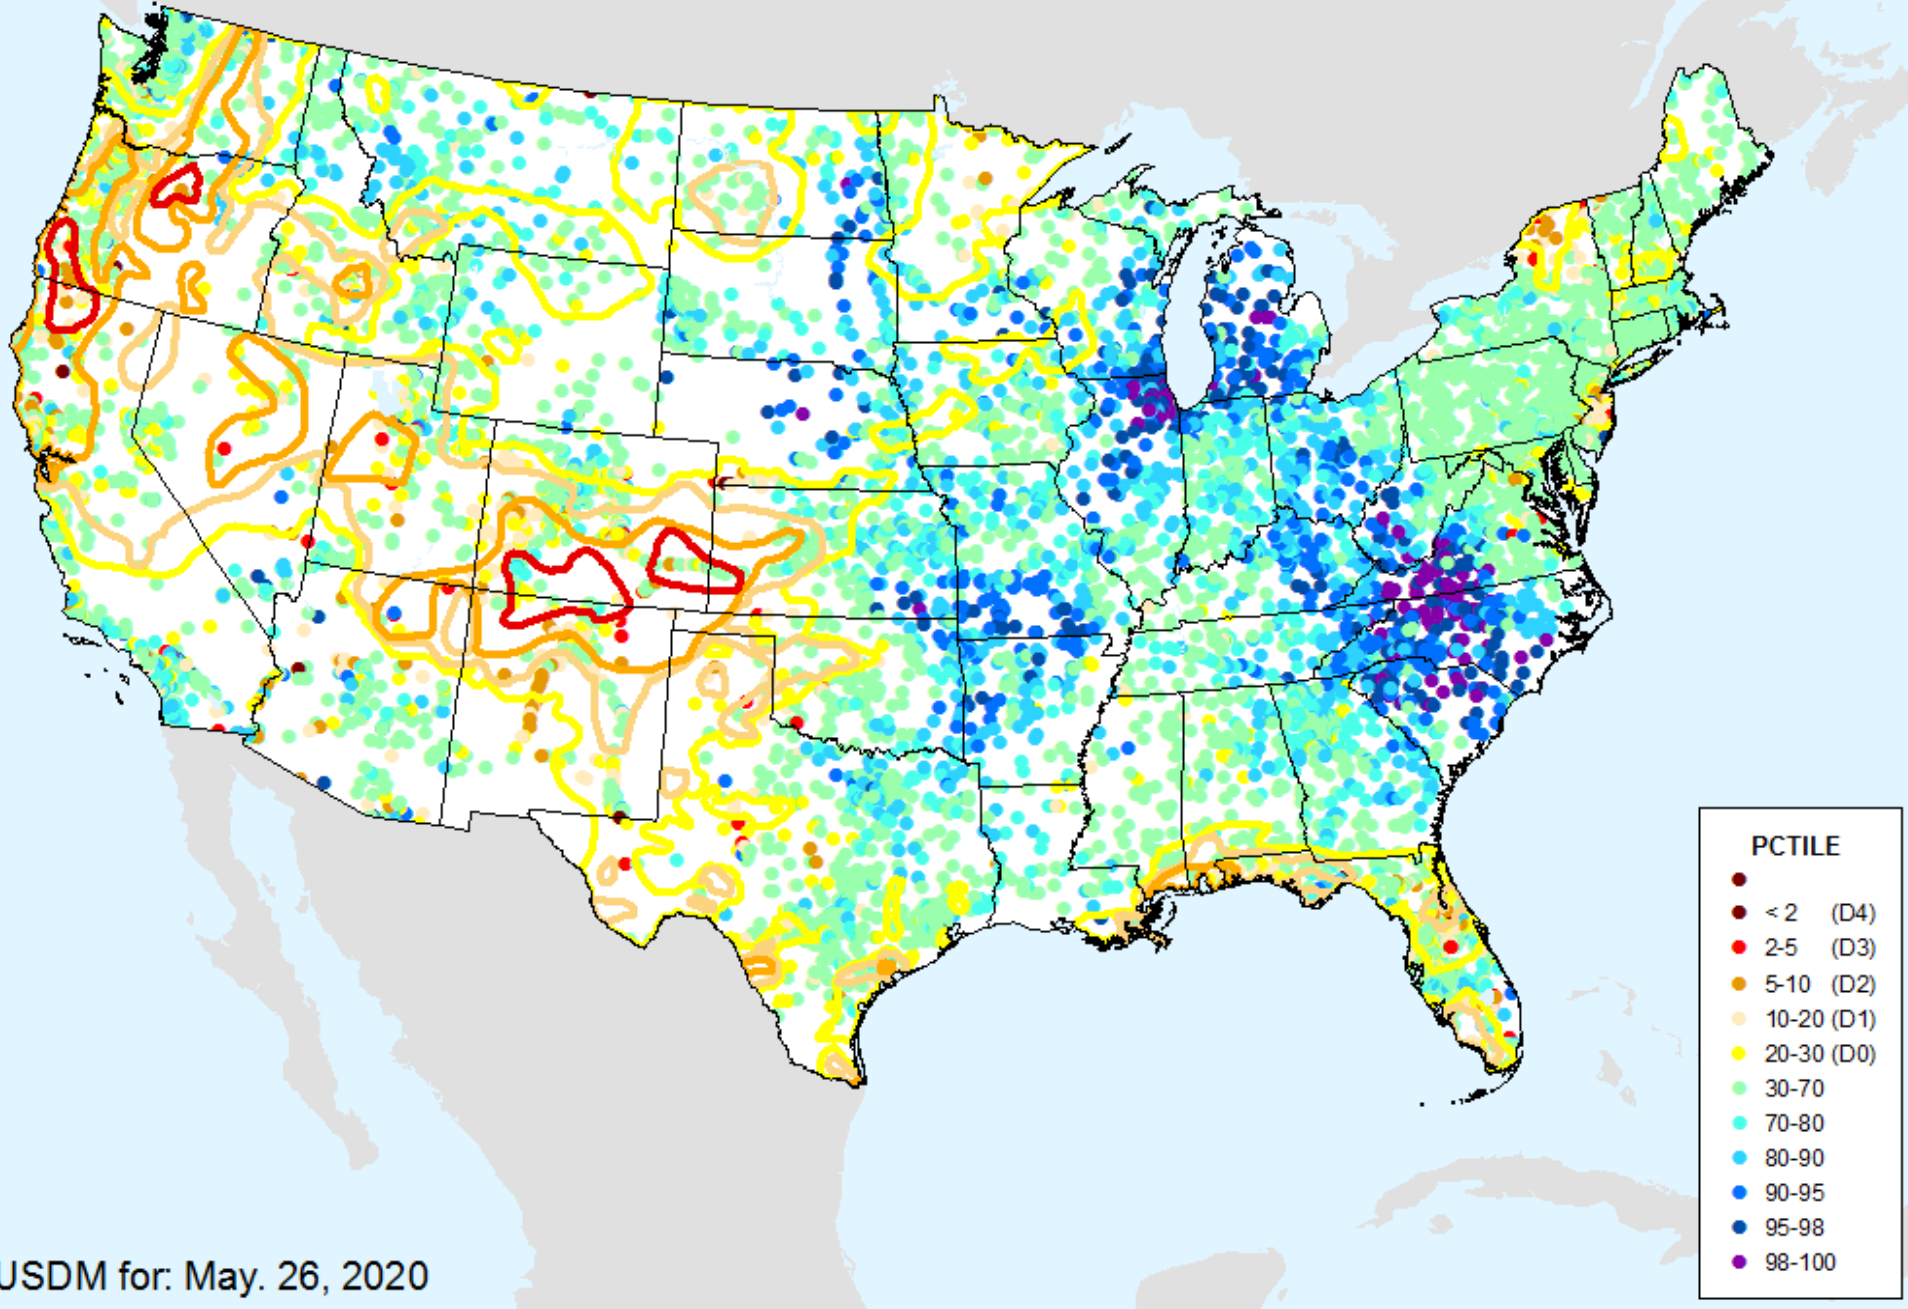 PCTILE
< 2 (D4)
2-5 (D3)
5-10 (D2)
10-20 (D1)
20-30 (D0)
30-70
70-80
80-90
90-95
95-98
98-100
USDM for: May. 26, 2020